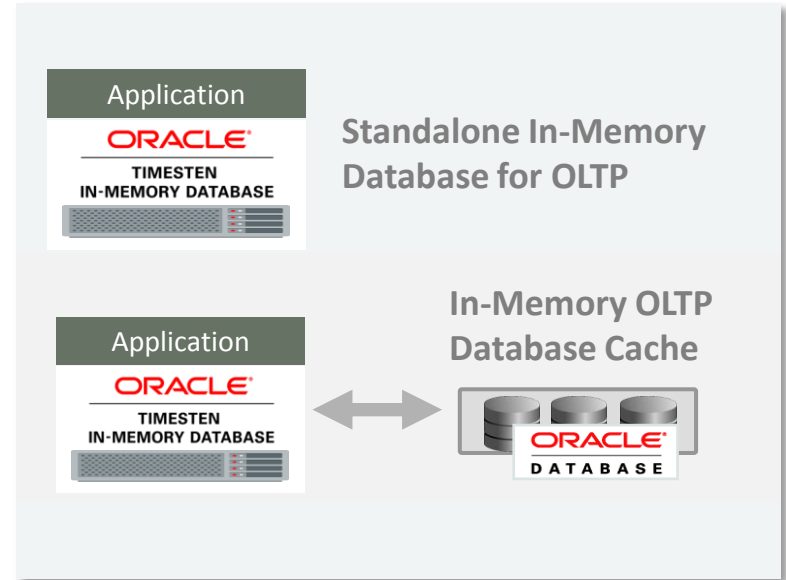 Application
ORACLE®
TIMESTEN
IN-MEMORY DATABASE
Standalone In-Memory
Database for OLTP
In-Memory OLTP
Database Cache
Application
ORACLE®
TIMESTEN
IN-MEMORY DATABASE
ORACLE®
DATABASE